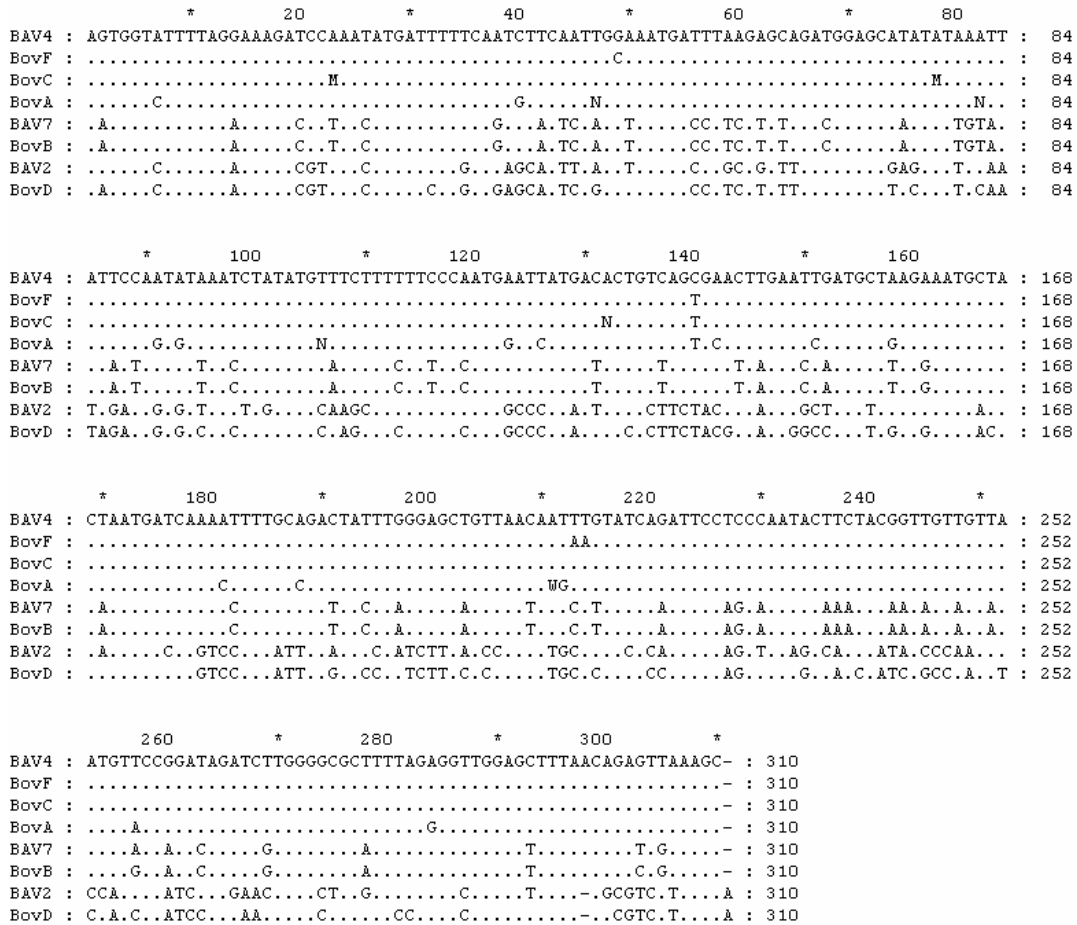 * 20 * 40 * 60 * 80
BAV4 : AGTGGTATTTTAGGAAAGATCCAAATATGATTTTTCAATCTTCAATTGGAAATGATTTAAGAGCAGATGGAGCATATATAAATT : 84
BovF : ................................................C................................... : 84
BovC : ......................M......................................................M...... : 84
BovA : ......C................................G......N..................................N.. : 84
BAV7 : .A...........A.....C..T..C...........G...A.TC.A..T.....CC.TC.T.T...C......A....TGTA. : 84
BovB : .A...........A.....C..T..C...........G...A.TC.A..T.....CC.TC.T.T...C......A....TGTA. : 84
BAV2 : ......C......A.....CGT...C........G...AGCA.TT.A..T.....C..GC.G.TT........GAG...T..AA : 84
BovD : .A....C......A.....CGT...C.....C..G..GAGCA.TC.G.......CC.TC.TT.........T.C...T.CAA : 84
* 100 * 120 * 140 * 160
BAV4 : ATTCCAATATAAATCTATATGTTTCTTTTTTCCCAATGAATTATGACACTGTCAGCGAACTTGAATTGATGCTAAGAAATGCTA : 168
BovF : .......................................................T............................ : 168
BovC : ...............................................N.......T............................ : 168
BovA : ......G.G............N................G..C.............T.C........C......G.......... : 168
BAV7 : ..A.T.....T..C........A.....C..T..C...........T.....T......T.A...C.A....T..G....... : 168
BovB : ..A.T.....T..C........A.....C..T..C...........T.....T......T.A...C.A....T..G....... : 168
BAV2 : T.GA..G.G.T...T.G....CAAGC............GCCC..A.T....CTTCTAC...A...GCT...T.........A.. : 168
BovD : TAGA..G.G.C..C.......C.AG...C.....C...GCCC...A...C.CTTCTACG..A..GGCC...T.G..G....AC. : 168
* 180 * 200 * 220 * 240 *
BAV4 : CTAATGATCAAAATTTTGCAGACTATTTGGGAGCTGTTAACAATTTGTATCAGATTCCTCCCAATACTTCTACGGTTGTTGTTA : 252
BovF : ............................................AA...................................... : 252
BovC : .................................................................................... : 252
BovA : ............C......C......................WG........................................ : 252
BAV7 : .A...........C........T..C..A.....A.....T...C.T.....A.....AG.A.....AAA...AA.A..A..A. : 252
BovB : .A...........C........T..C..A.....A.....T...C.T.....A.....AG.A.....AAA...AA.A..A..A. : 252
BAV2 : .A.....C..GTCC...ATT..A...C.ATCTT.A.CC....TGC....C.CA.....AG.T..AG.CA...ATA.CCCAA... : 252
BovD : ..........GTCC...ATT..G..CC..TCTT.C.C.....TGC.C....CC.....AG.....G..A.C.ATC.GCC.A..T : 252
260 * 280 * 300 *
BAV4 : ATGTTCCGGATAGATCTTGGGGCGCTTTTAGAGGTTGGAGCTTTAACAGAGTTAAAGC- : 310
BovF : ..........................................................- : 310
BovC : ..........................................................- : 310
BovA : ....A..........................G..........................- : 310
BAV7 : ....A..A..C.....G........A..............T.........T.G.....- : 310
BovB : ....G..A..C.....G........A..............T.........C.G.....- : 310
BAV2 : CCA....ATC...GAAC....CT..G........C.....T....-.GCGTC.T....A : 310
BovD : C.A.C..ATCC...AA.....C......CC....C.........-..CGTC.T....A : 310